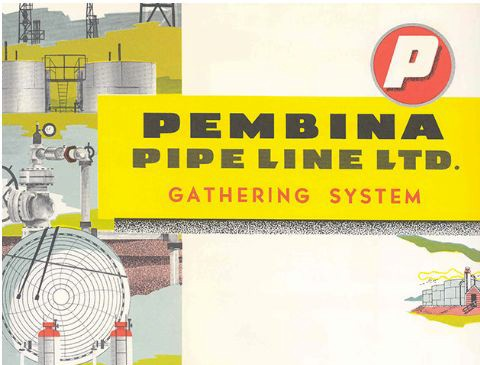 P
PEMBINA
PIPE LINE LTD.
GATHERING SYSTEM